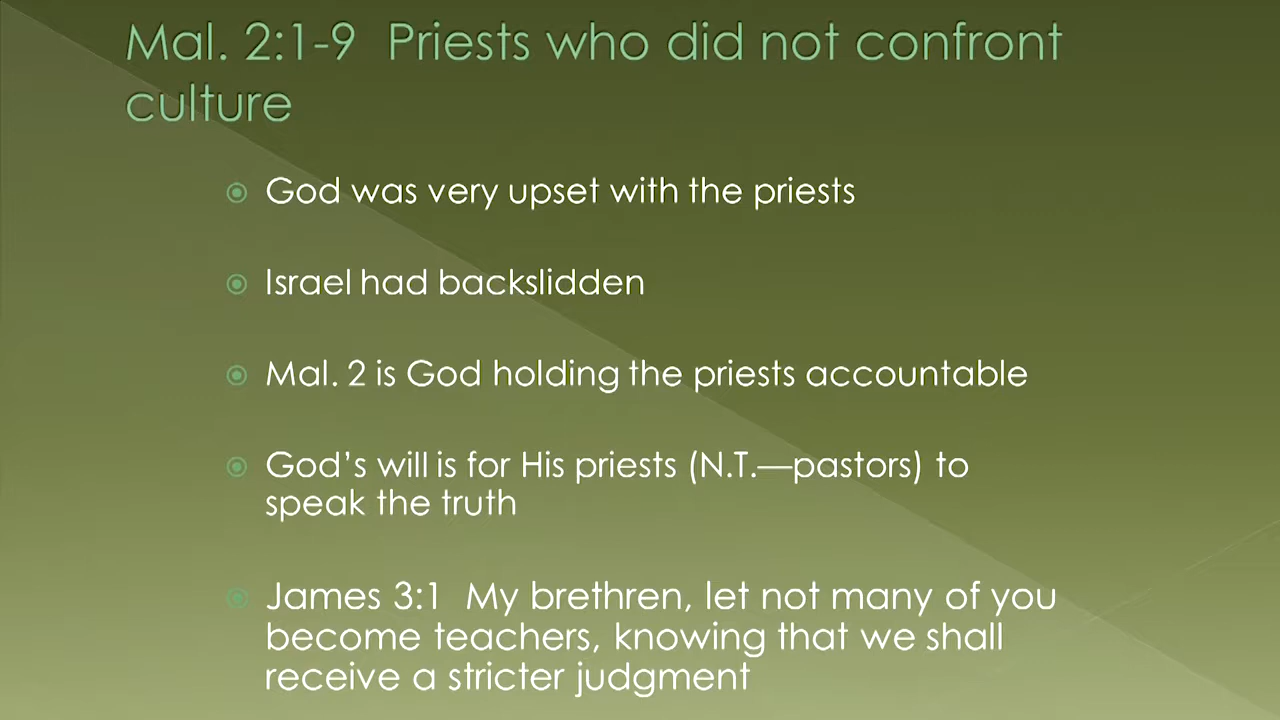 Mal. 2:1-9  Priests who did not confront
culture
God was very upset with the priests
Israel had backslidden
Mal. 2 is God holding the priests accountable
God’s will is for His priests (N.T.—pastors) to
speak the truth
James 3:1  My brethren, let not many of you
become teachers, knowing that we shall
receive a stricter judgment